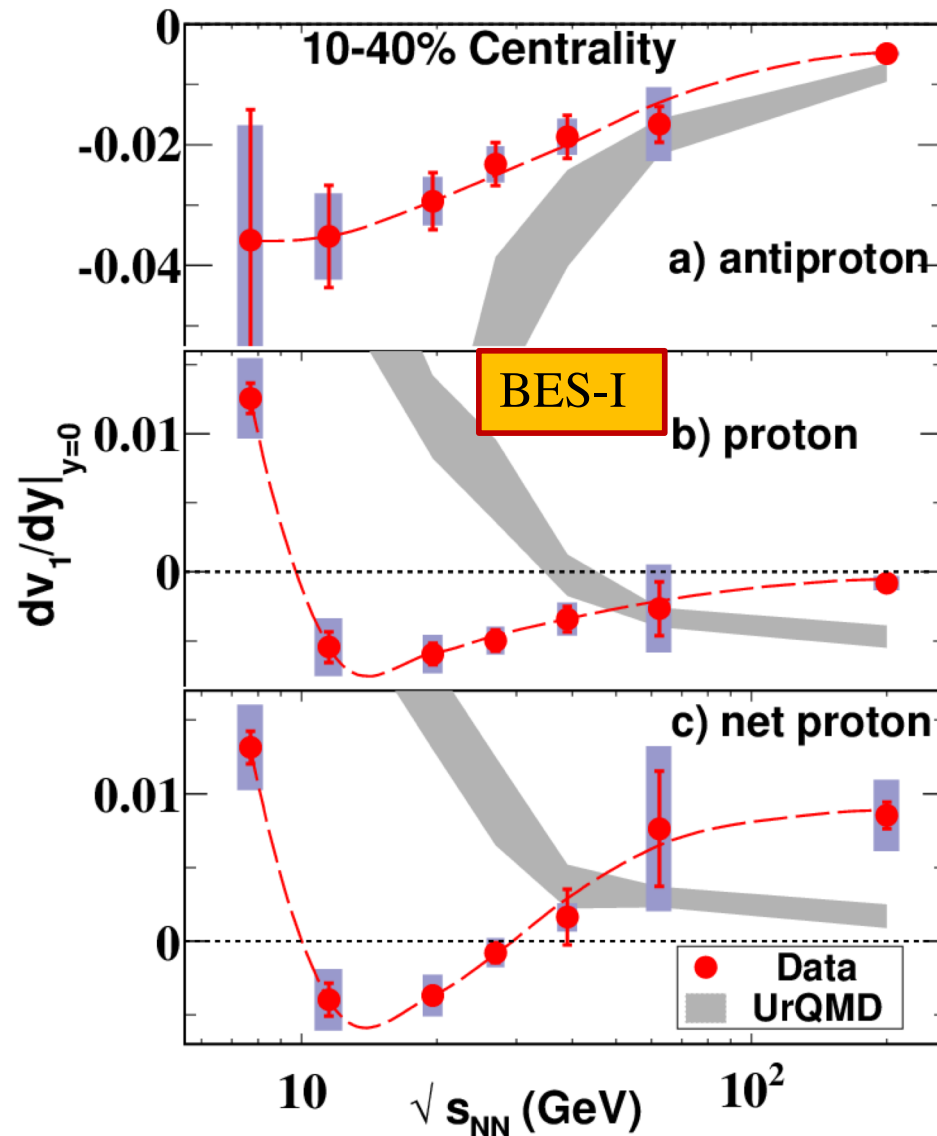 0
10-40% Centrality
-0.02
-0.04
a) antiproton
BES-I
0.01
b) proton
0
dv₁/dy|y=0
c) net proton
0.01
0
Data
UrQMD
10
10²
√ sNN (GeV)